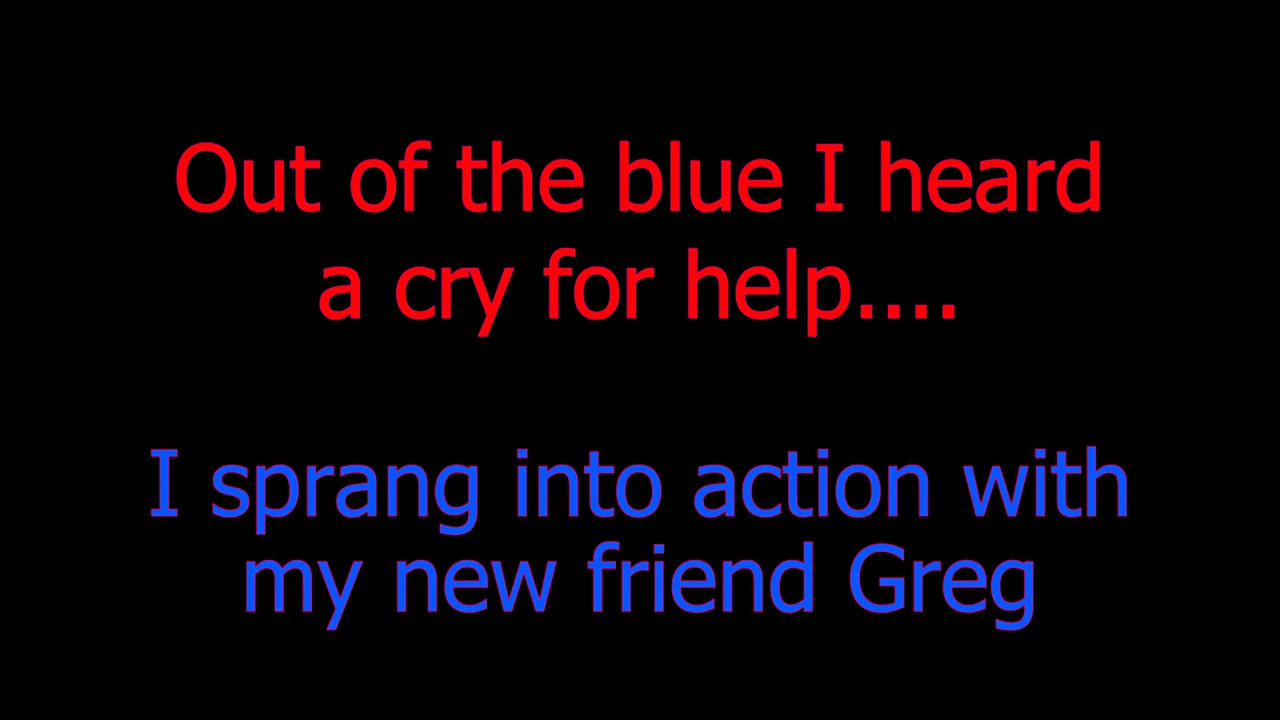 Out of the blue I heard
a cry for help....
I sprang into action with
my new friend Greg